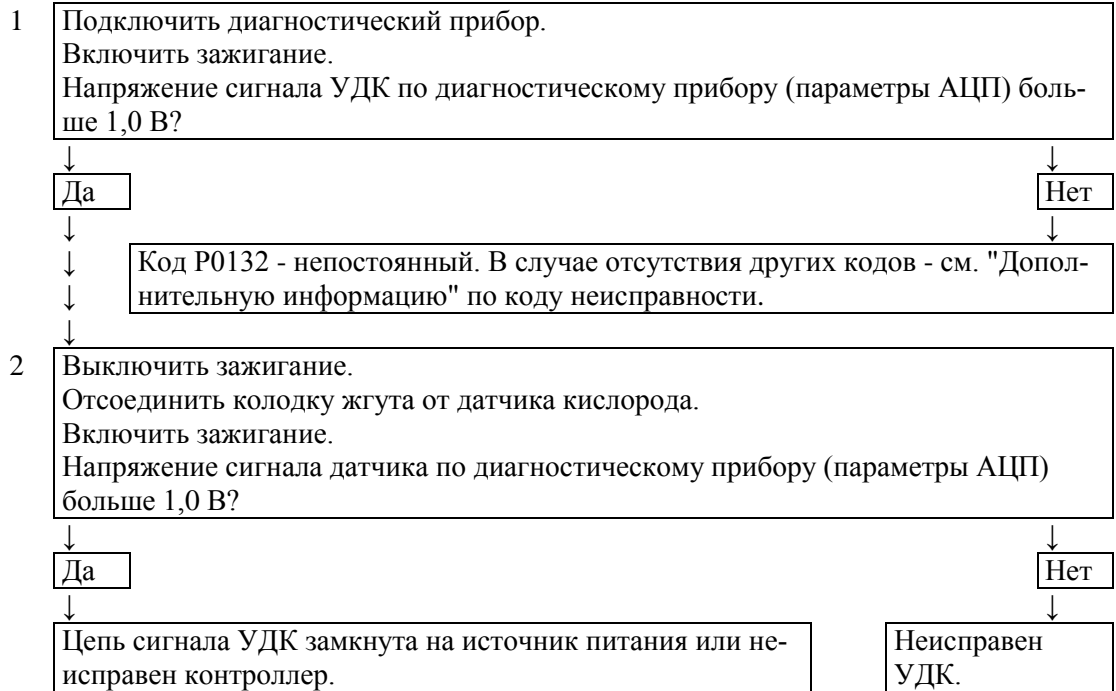 1 Подключить диагностический прибор.
Включить зажигание.
Напряжение сигнала УДК по диагностическому прибору (параметры АЦП) боль-
ше 1,0 В?
↓ ↓
Да Нет
↓ ↓
↓ Код Р0132 - непостоянный. В случае отсутствия других кодов - см. "Допол-
↓ нительную информацию" по коду неисправности.
↓
2 Выключить зажигание.
Отсоединить колодку жгута от датчика кислорода.
Включить зажигание.
Напряжение сигнала датчика по диагностическому прибору (параметры АЦП)
больше 1,0 В?
↓ ↓
Да Нет
↓ ↓
Цепь сигнала УДК замкнута на источник питания или не- Неисправен
исправен контроллер. УДК.